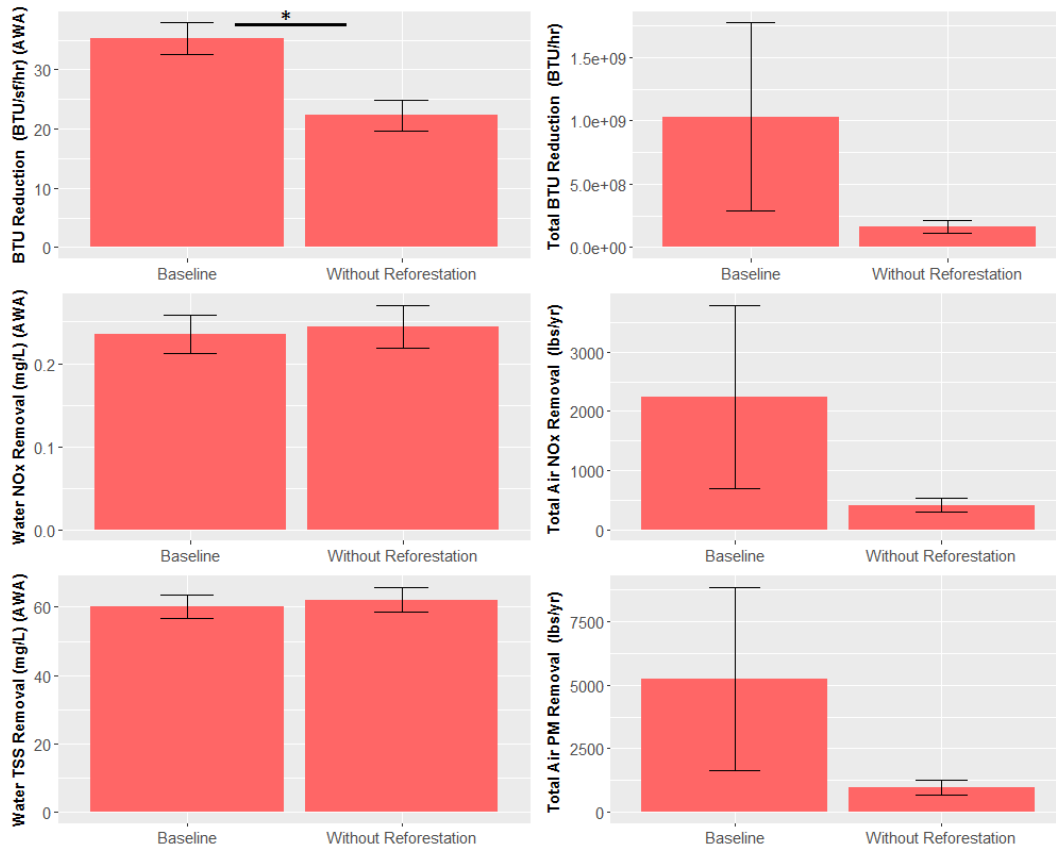 BTU Reduction (BTU/sf/hr) (AWA)
30
20
10
0
*
Baseline
Without Reforestation
Total BTU Reduction (BTU/hr)
1.5e+09
1.0e+09
5.0e+08
0.0e+00
Baseline
Without Reforestation
Water NOx Removal (mg/L) (AWA)
0.2
0.1
0.0
Baseline
Without Reforestation
Total Air NOx Removal (lbs/yr)
3000
2000
1000
0
Baseline
Without Reforestation
Water TSS Removal (mg/L) (AWA)
60
40
20
0
Baseline
Without Reforestation
Total Air PM Removal (lbs/yr)
7500
5000
2500
0
Baseline
Without Reforestation